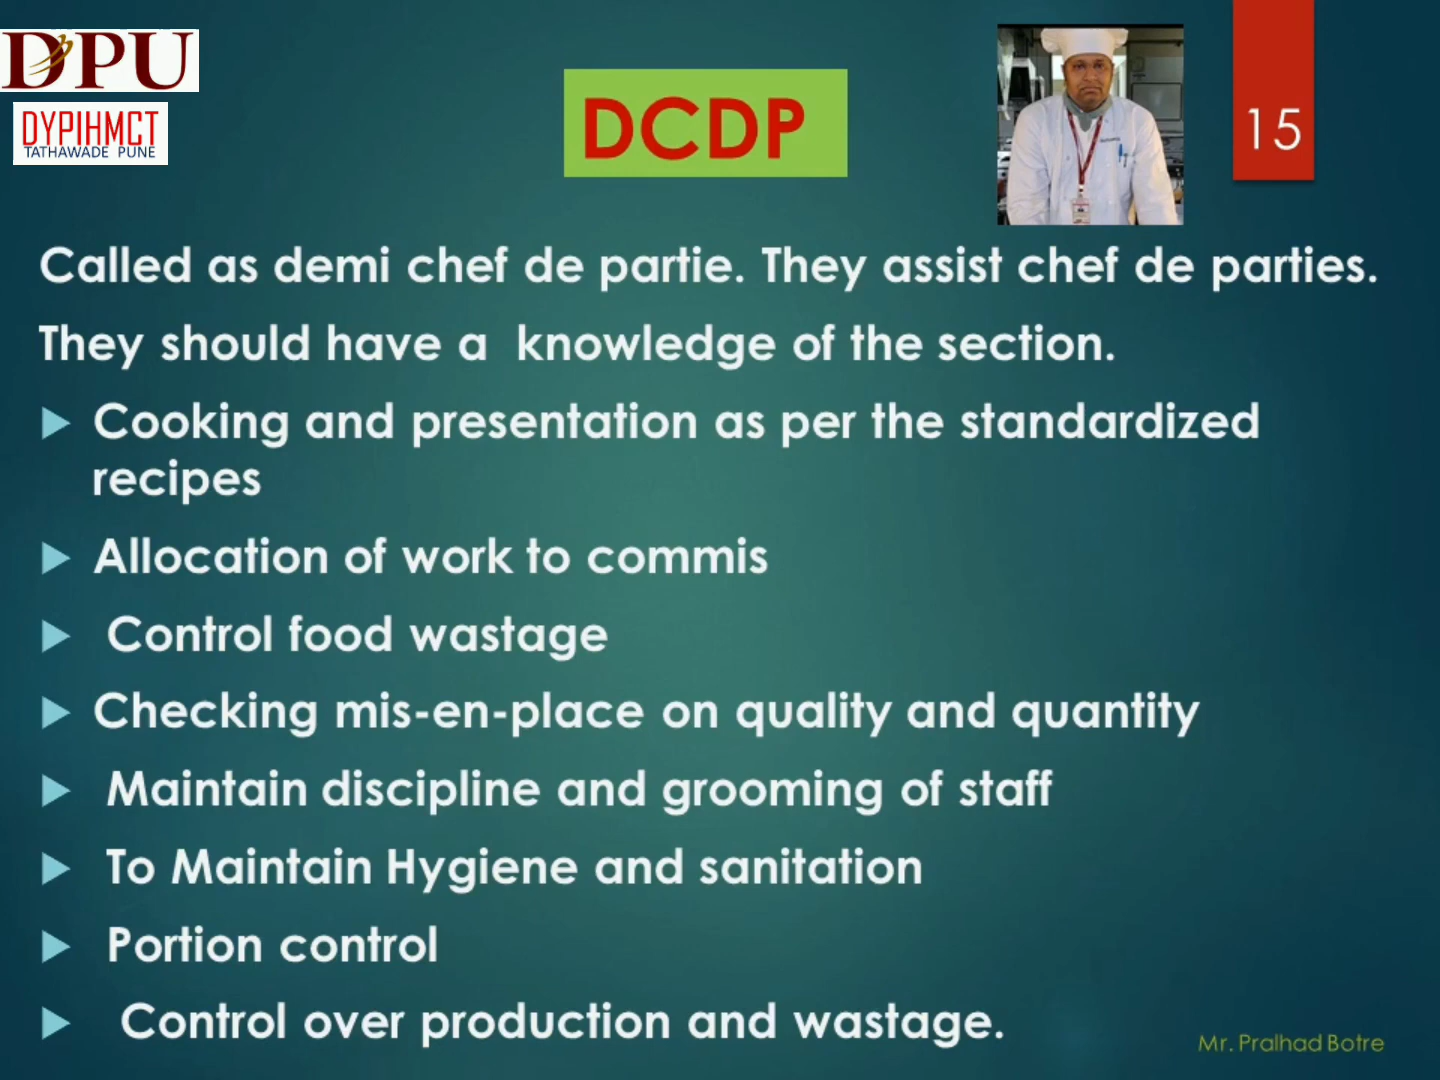 DPU
DYPIHMCT
TATHAWADE PUNE
DCDP
15
Called as demi chef de partie. They assist chef de parties.
They should have a knowledge of the section.
Cooking and presentation as per the standardized
recipes
Allocation of work to commis
Control food wastage
Checking mis-en-place on quality and quantity
Maintain discipline and grooming of staff
To Maintain Hygiene and sanitation
Portion control
Control over production and wastage.
Mr. Pralhad Botre